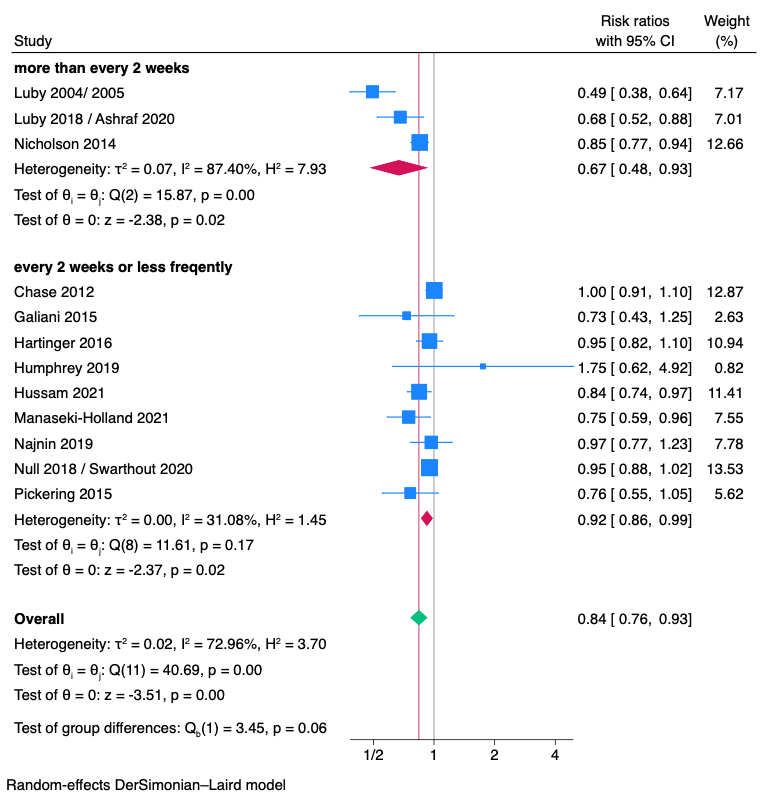 Risk ratios Weight
Study with 95% CI (%)
more than every 2 weeks
Luby 2004/ 2005 0.49 [ 0.38, 0.64] 7.17
Luby 2018 / Ashraf 2020 0.68 [ 0.52, 0.88] 7.01
Nicholson 2014 0.85 [ 0.77, 0.94] 12.66
Heterogeneity: τ² = 0.07, I² = 87.40%, H² = 7.93 0.67 [ 0.48, 0.93]
Test of θᵢ = θⱼ: Q(2) = 15.87, p = 0.00
Test of θ = 0: z = -2.38, p = 0.02
every 2 weeks or less freqently
Chase 2012 1.00 [ 0.91, 1.10] 12.87
Galiani 2015 0.73 [ 0.43, 1.25] 2.63
Hartinger 2016 0.95 [ 0.82, 1.10] 10.94
Humphrey 2019 1.75 [ 0.62, 4.92] 0.82
Hussam 2021 0.84 [ 0.74, 0.97] 11.41
Manaseki-Holland 2021 0.75 [ 0.59, 0.96] 7.55
Najnin 2019 0.97 [ 0.77, 1.23] 7.78
Null 2018 / Swarthout 2020 0.95 [ 0.88, 1.02] 13.53
Pickering 2015 0.76 [ 0.55, 1.05] 5.62
Heterogeneity: τ² = 0.00, I² = 31.08%, H² = 1.45 0.92 [ 0.86, 0.99]
Test of θᵢ = θⱼ: Q(8) = 11.61, p = 0.17
Test of θ = 0: z = -2.37, p = 0.02
Overall 0.84 [ 0.76, 0.93]
Heterogeneity: τ² = 0.02, I² = 72.96%, H² = 3.70
Test of θᵢ = θⱼ: Q(11) = 40.69, p = 0.00
Test of θ = 0: z = -3.51, p = 0.00
Test of group differences: Q_b(1) = 3.45, p = 0.06
1/2 1 2 4
Random-effects DerSimonian–Laird model